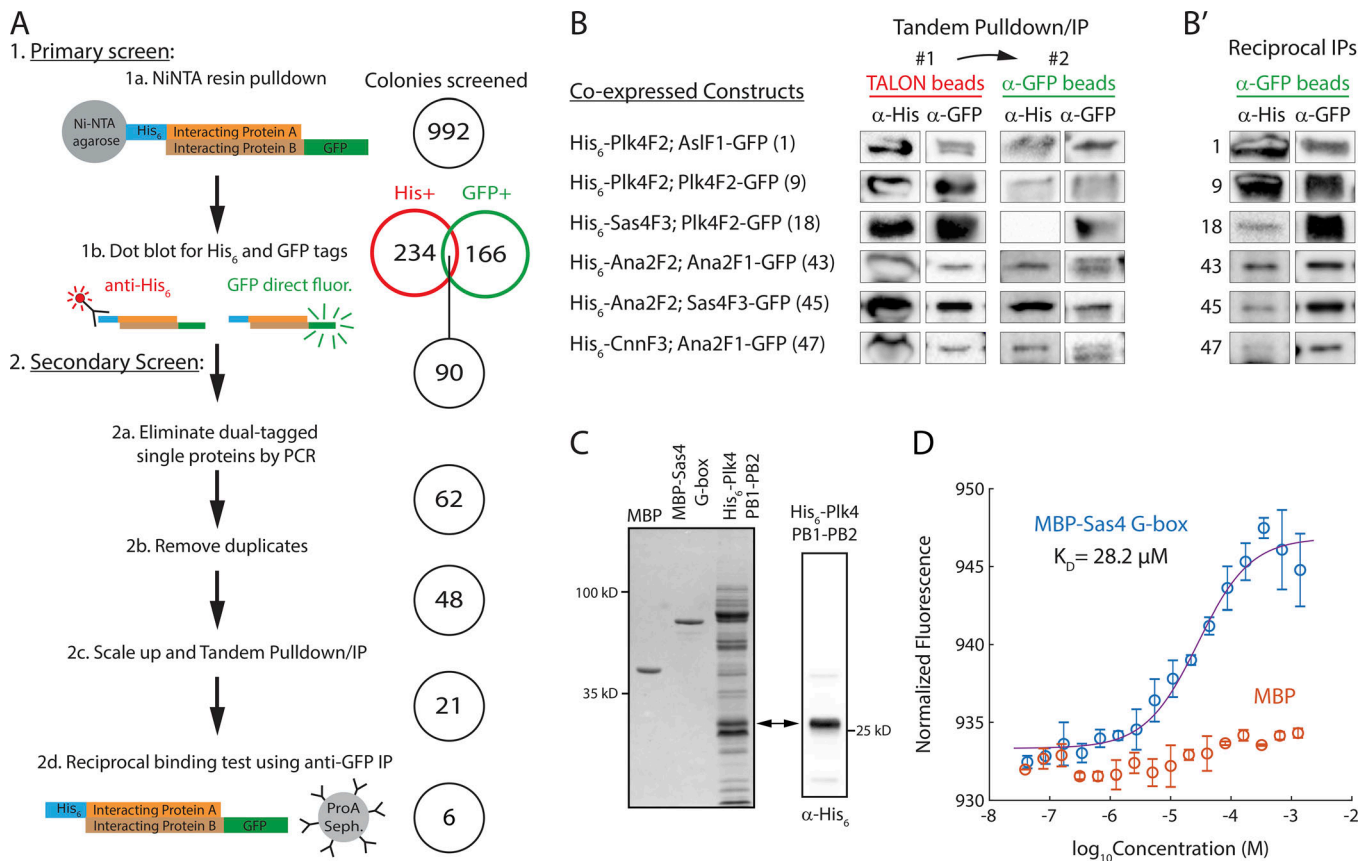 A
1. Primary screen:
1a. NiNTA resin pulldown
Colonies screened
Ni-NTA
agarose
His6
Interacting Protein A
Interacting Protein B
GFP
992
His+
GFP+
234
166
1b. Dot blot for His6 and GFP tags
anti-His6
GFP direct fluor.
2. Secondary Screen:
90
2a. Eliminate dual-tagged
single proteins by PCR
62
2b. Remove duplicates
48
2c. Scale up and Tandem Pulldown/IP
21
2d. Reciprocal binding test using anti-GFP IP
His6
Interacting Protein A
Interacting Protein B
GFP
ProA
Seph.
6
B
Tandem Pulldown/IP
#1
#2
Co-expressed Constructs
TALON beads
α-GFP beads
α-His
α-GFP
α-His
α-GFP
His6-Plk4F2; AslF1-GFP (1)
His6-Plk4F2; Plk4F2-GFP (9)
His6-Sas4F3; Plk4F2-GFP (18)
His6-Ana2F2; Ana2F1-GFP (43)
His6-Ana2F2; Sas4F3-GFP (45)
His6-CnnF3; Ana2F1-GFP (47)
B'
Reciprocal IPs
α-GFP beads
α-His
α-GFP
1
9
18
43
45
47
C
MBP
MBP-Sas4
G-box
His6-Plk4
PB1-PB2
100 kD
35 kD
His6-Plk4
PB1-PB2
25 kD
α-His6
D
950
945
940
935
930
Normalized Fluorescence
MBP-Sas4 G-box
KD= 28.2 µM
MBP
-8
-7
-6
-5
-4
-3
-2
log10Concentration (M)